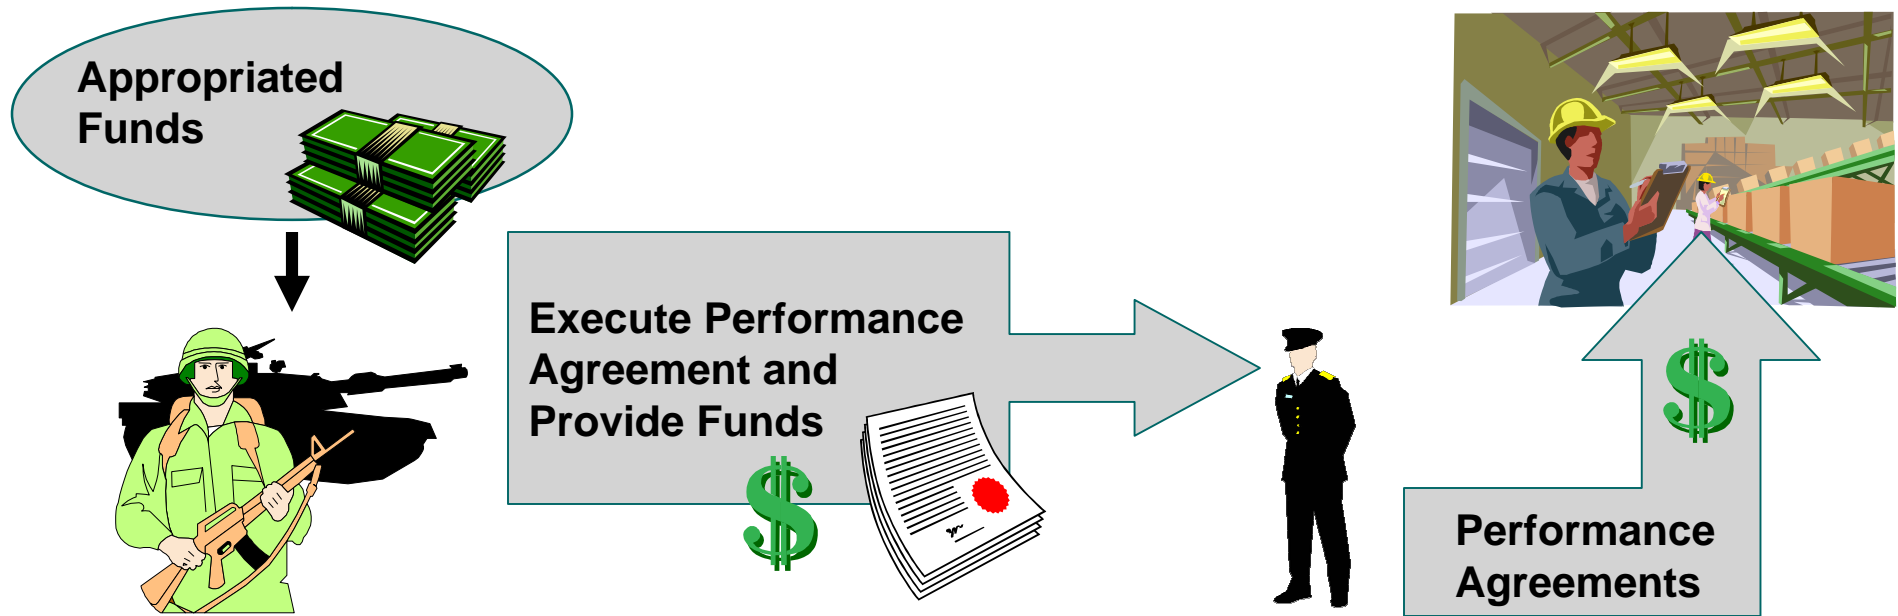 Appropriated
Funds
Execute Performance
Agreement and
Provide Funds
$
$
Performance
Agreements